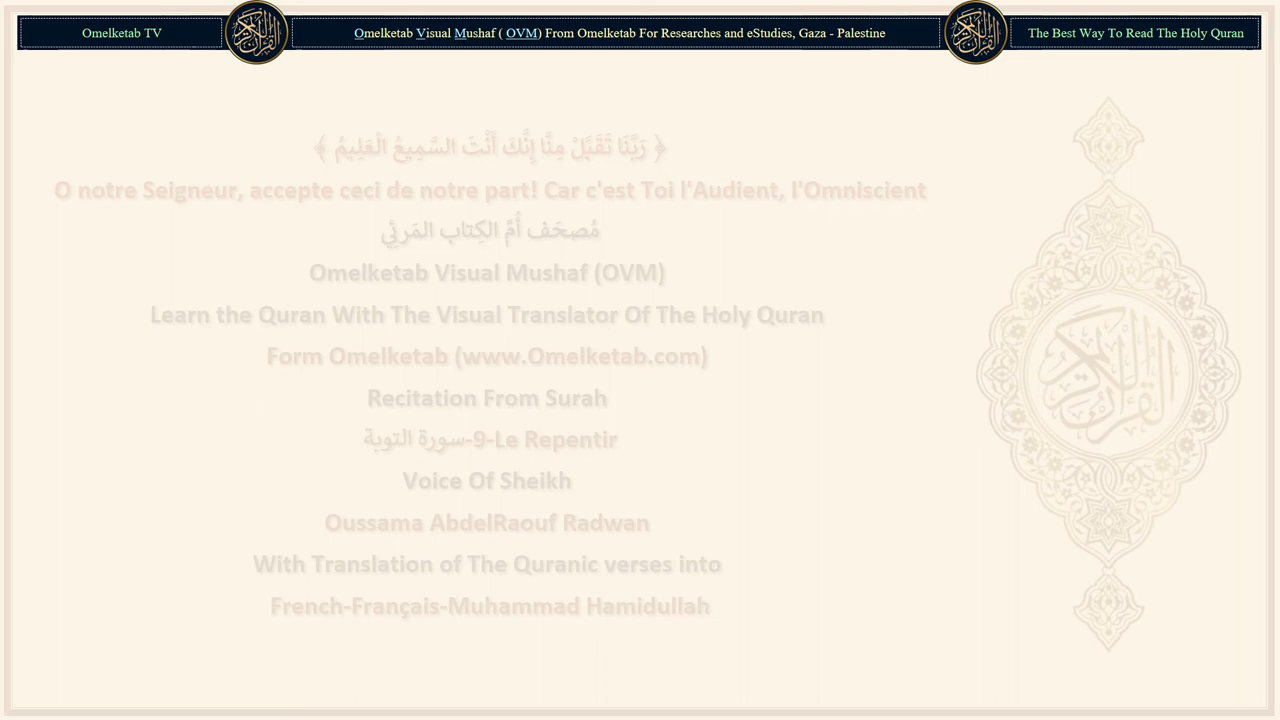 Omelketab TV
Omelketab Visual Mushaf ( OVM) From Omelketab For Researches and eStudies, Gaza - Palestine
The Best Way To Read The Holy Quran
﴿ رَبَّنَا تَقَبَّلْ مِنَّا إِنَّكَ أَنْتَ السَّمِيعُ الْعَلِيمُ ﴾
O notre Seigneur, accepte ceci de notre part! Car c'est Toi l'Audient, l'Omniscient
مُصحَف أُمِّ الكِتاب المَرئِي
Omelketab Visual Mushaf (OVM)
Learn the Quran With The Visual Translator Of The Holy Quran
Form Omelketab (www.Omelketab.com)
Recitation From Surah
سورة التوبة-9-Le Repentir
Voice Of Sheikh
Oussama AbdelRaouf Radwan
With Translation of The Quranic verses into
French-Français-Muhammad Hamidullah
القرآن الكريم